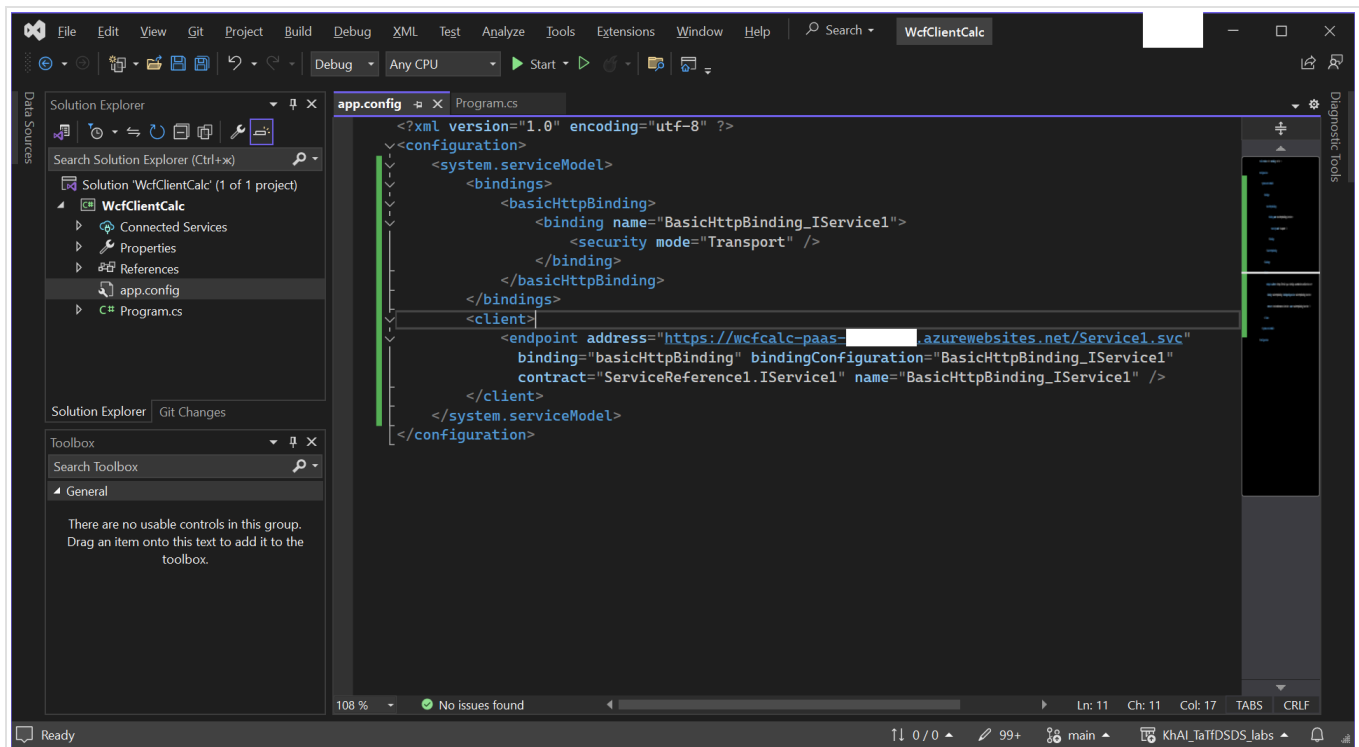 File Edit View Git Project Build Debug XML Test Analyze Tools Extensions Window Help Search WcfClientCalc
Debug Any CPU Start
Data Sources
Solution Explorer
Search Solution Explorer (Ctrl+ж)
Solution 'WcfClientCalc' (1 of 1 project)
C# WcfClientCalc
Connected Services
Properties
References
app.config
C# Program.cs
Solution Explorer Git Changes
Toolbox
Search Toolbox
General
There are no usable controls in this group.
Drag an item onto this text to add it to the
toolbox.
app.config Program.cs
<?xml version="1.0" encoding="utf-8" ?>
<configuration>
<system.serviceModel>
<bindings>
<basicHttpBinding>
<binding name="BasicHttpBinding_IService1">
<security mode="Transport" />
</binding>
</basicHttpBinding>
</bindings>
<client>
<endpoint address="https://wcfcalc-paas- .azurewebsites.net/Service1.svc"
binding="basicHttpBinding" bindingConfiguration="BasicHttpBinding_IService1"
contract="ServiceReference1.IService1" name="BasicHttpBinding_IService1" />
</client>
</system.serviceModel>
</configuration>
108 % No issues found Ln: 11 Ch: 11 Col: 17 TABS CRLF
Diagnostic Tools
Ready 0 / 0 99+ main KhAI_TaTfDSDS_labs